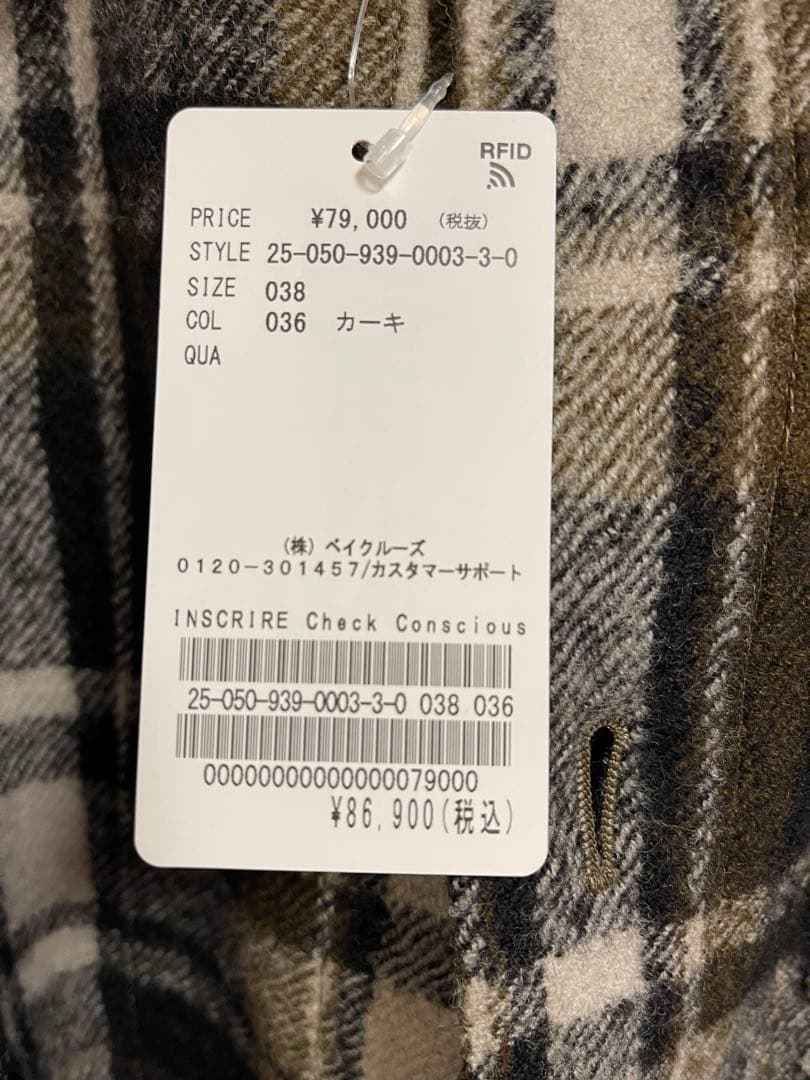 RFID
PRICE ¥79,000 (税抜)
STYLE 25-050-939-0003-3-0
SIZE 038
COL 036 カーキ
QUA
(株) ベイクルーズ
0120-301457/カスタマーサポート
INSCRIRE Check Conscious
25-050-939-0003-3-0 038 036
00000000000000079000
¥86,900(税込)